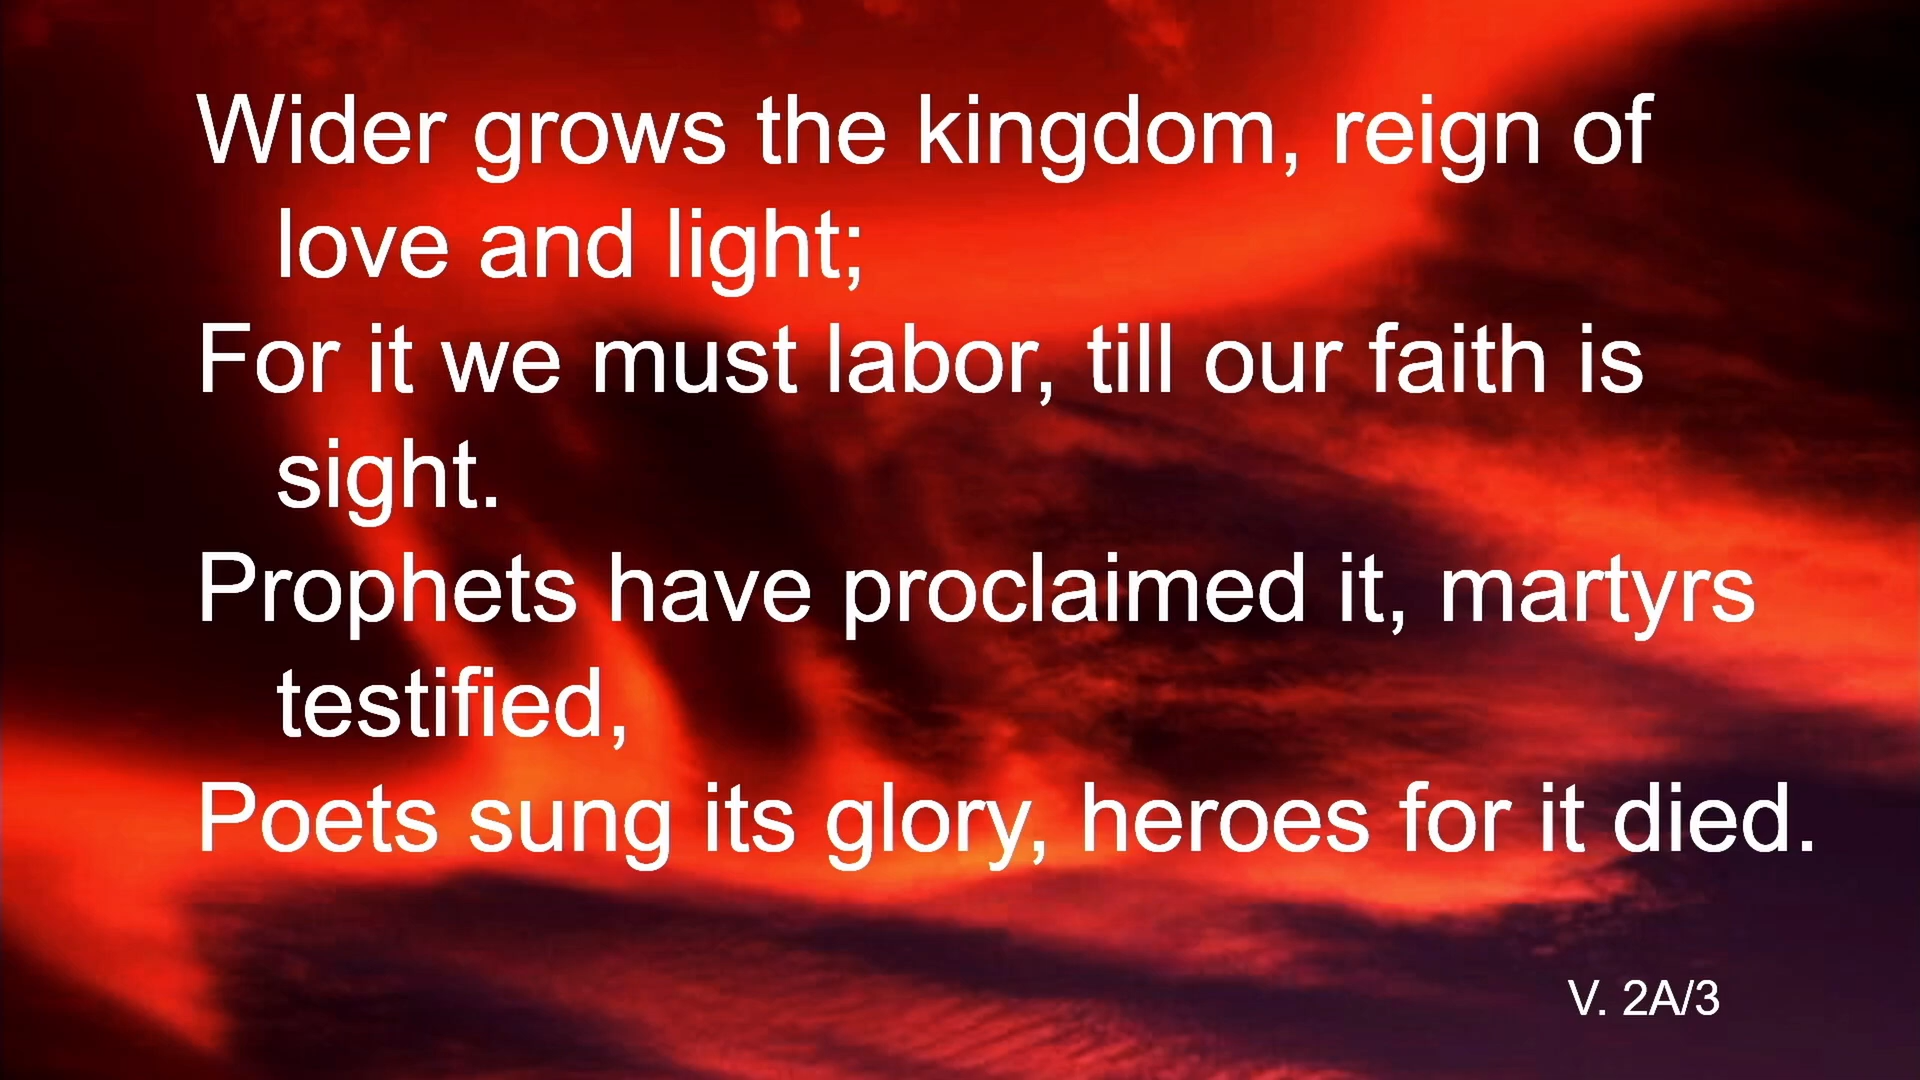 Wider grows the kingdom, reign of
love and light;
For it we must labor, till our faith is
sight.
Prophets have proclaimed it, martyrs
testified,
Poets sung its glory, heroes for it died.
V. 2A/3